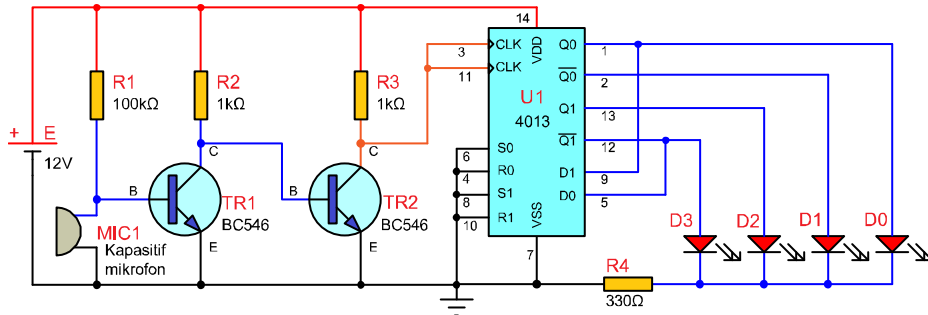 E
+
12V
R1
100kΩ
R2
1kΩ
R3
1kΩ
B
C
E
TR1
BC546
B
C
E
TR2
BC546
MIC1
Kapasitif
mikrofon
14
VDD
3
CLK
11
CLK
U1
4013
Q0
1
Q0
2
Q1
13
Q1
12
D1
9
D0
5
S0
6
R0
4
S1
8
R1
10
VSS
7
R4
330Ω
D3
D2
D1
D0